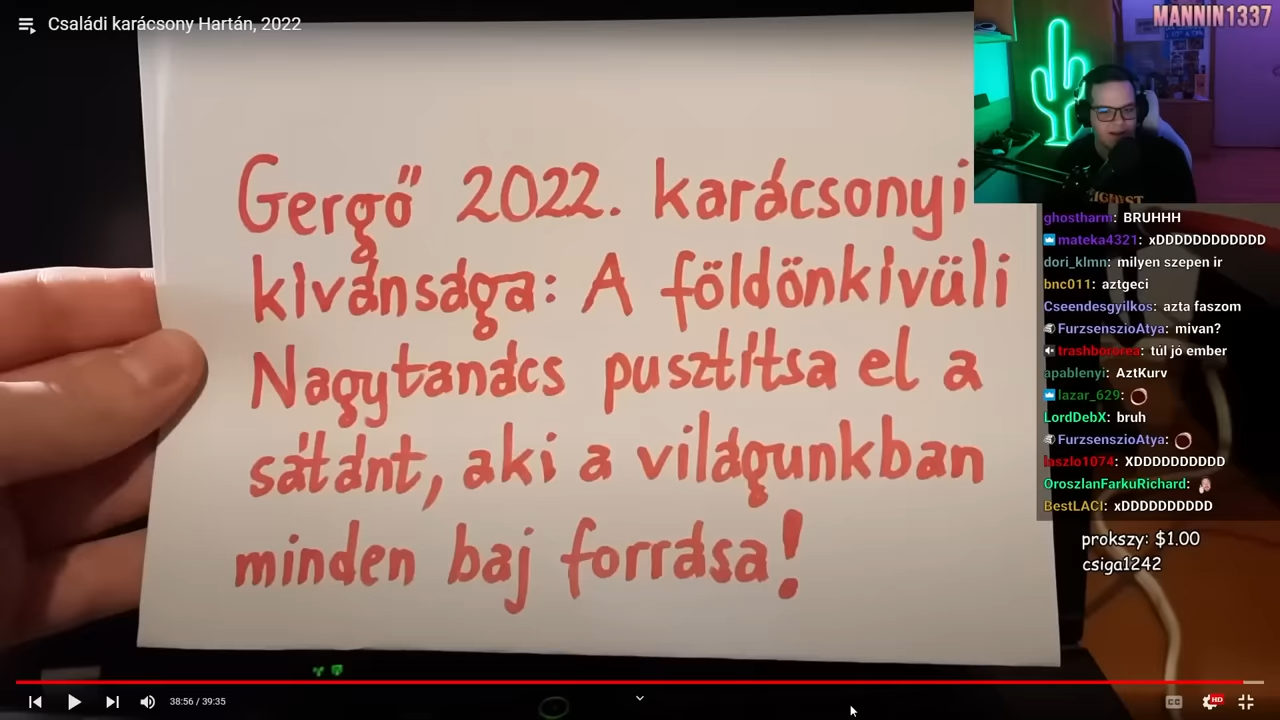 Családi karácsony Hartán, 2022
MANNIN1337
Gergő 2022. karácsonyi
kívánsága: A földönkívüli
Nagytanács pusztítsa el a
sátánt, aki a világunkban
minden baj forrása!
ghostharm: BRUHHH
mateka4321: xDDDDDDDDDDDD
dori_klmn: milyen szepen ir
bnc011: aztgeci
Cseendesgyilkos: azta faszom
FurzsenszioAtya: mivan?
trashbororea: túl jó ember
apablenyi: AztKurv
lazar_629:
LordDebX: bruh
FurzsenszioAtya:
laszlo1074: XDDDDDDDDDD
OroszlanFarkuRichard:
BestLACI: xDDDDDDDDDD
prokszy: $1.00
csiga1242
38:56 / 39:35
CC
HD